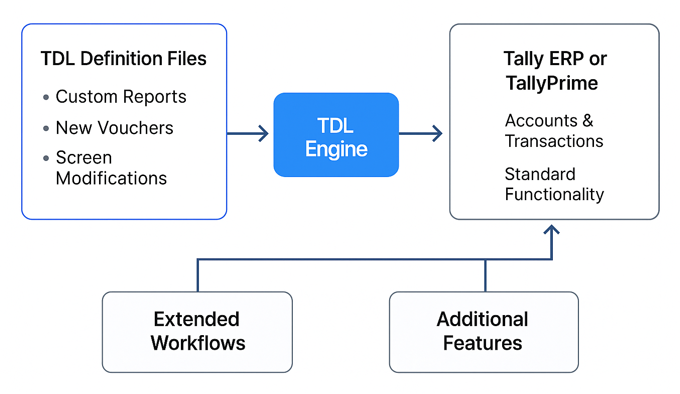 TDL Definition Files
• Custom Reports
• New Vouchers
• Screen
Modifications
TDL
Engine
Tally ERP or
TallyPrime
Accounts &
Transactions
Standard
Functionality
Extended
Workflows
Additional
Features